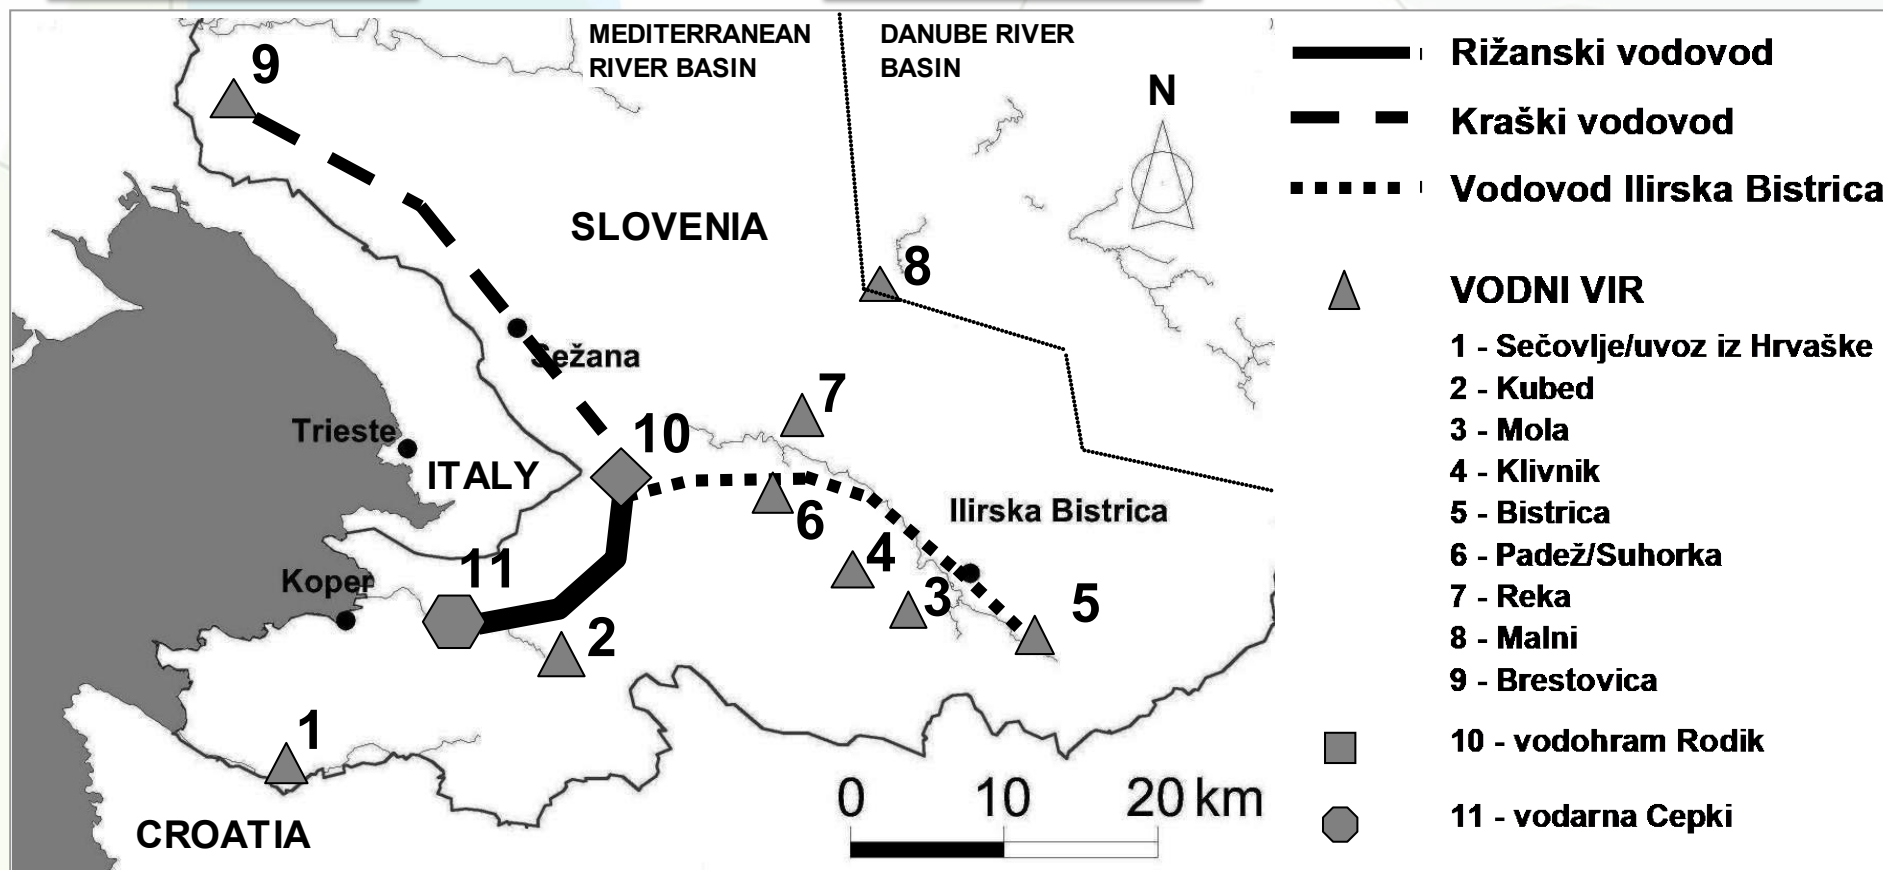 MEDITERRANEAN
RIVER BASIN
DANUBE RIVER
BASIN
N
9
SLOVENIA
8
Sežana
7
Trieste
10
ITALY
6
Ilirska Bistrica
11
4
Koper
3
5
2
1
0 10 20 km
CROATIA
Rižanski vodovod
Kraški vodovod
Vodovod Ilirska Bistrica
VODNI VIR
1 - Sečovlje/uvoz iz Hrvaške
2 - Kubed
3 - Mola
4 - Klivnik
5 - Bistrica
6 - Padež/Suhorka
7 - Reka
8 - Malni
9 - Brestovica
10 - vodohram Rodik
11 - vodarna Cepki